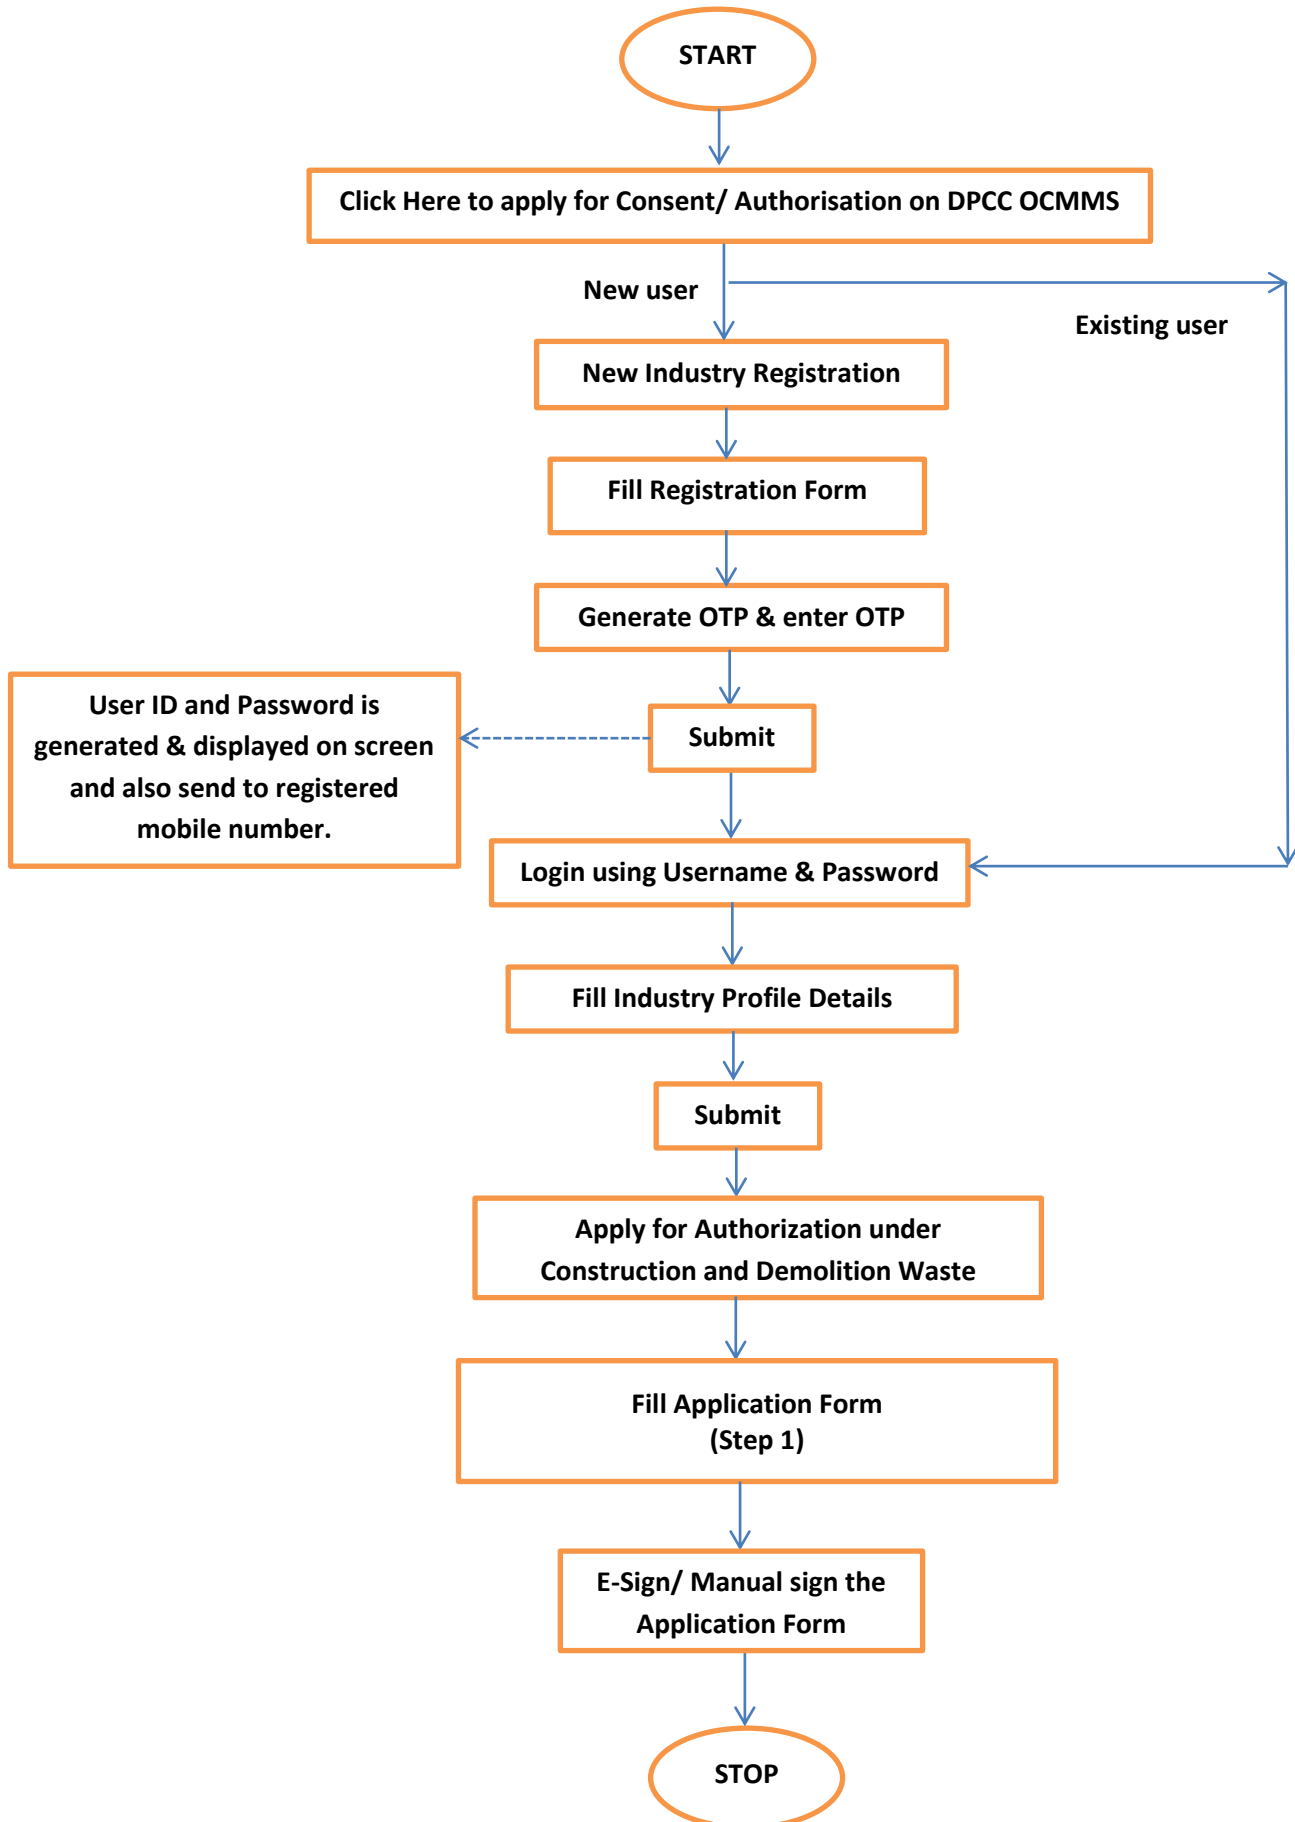 START
Click Here to apply for Consent/ Authorisation on DPCC OCMMS
New user
Existing user
New Industry Registration
Fill Registration Form
Generate OTP & enter OTP
User ID and Password is
generated & displayed on screen
and also send to registered
mobile number.
Submit
Login using Username & Password
Fill Industry Profile Details
Submit
Apply for Authorization under
Construction and Demolition Waste
Fill Application Form
(Step 1)
E-Sign/ Manual sign the
Application Form
STOP